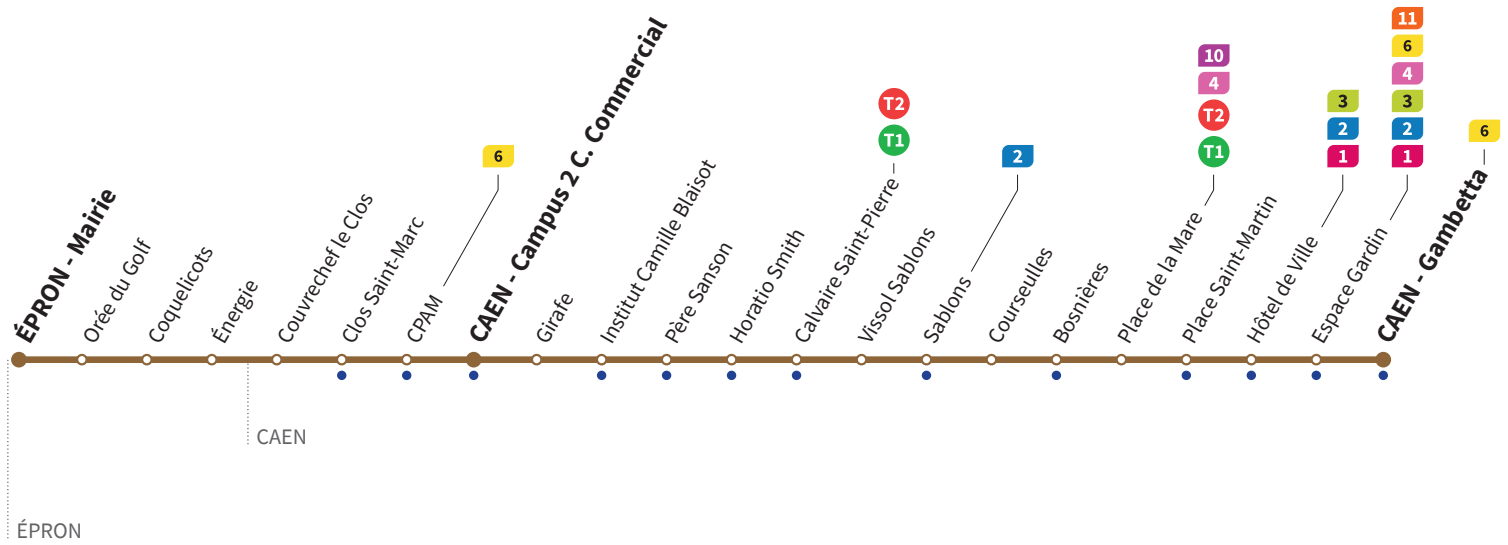 ÉPRON - Mairie
Orée du Golf
Coquelicots
Énergie
Couvrechef le Clos
Clos Saint-Marc
CPAM
6
CAEN - Campus 2 C. Commercial
Girafe
Institut Camille Blaisot
Père Sanson
Horatio Smith
Calvaire Saint-Pierre
T2
T1
Vissol Sablons
Sablons
2
Courseulles
Bosnières
Place de la Mare
10
4
T2
T1
Place Saint-Martin
Hôtel de Ville
3
2
1
Espace Gardin
11
6
4
3
2
1
CAEN - Gambetta
6
CAEN
ÉPRON